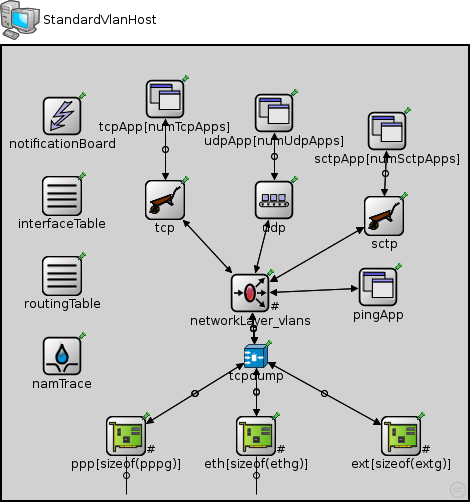 StandardVlanHost
tcpApp[numTcpApps]
udpApp[numUdpApps]
sctpApp[numSctpApps]
notificationBoard
interfaceTable
tcp
udp
sctp
routingTable
networkLayer_vlans
#
pingApp
namTrace
tcpdump
ppp[sizeof(pppg)]
#
eth[sizeof(ethg)]
#
ext[sizeof(extg)]
#
cc